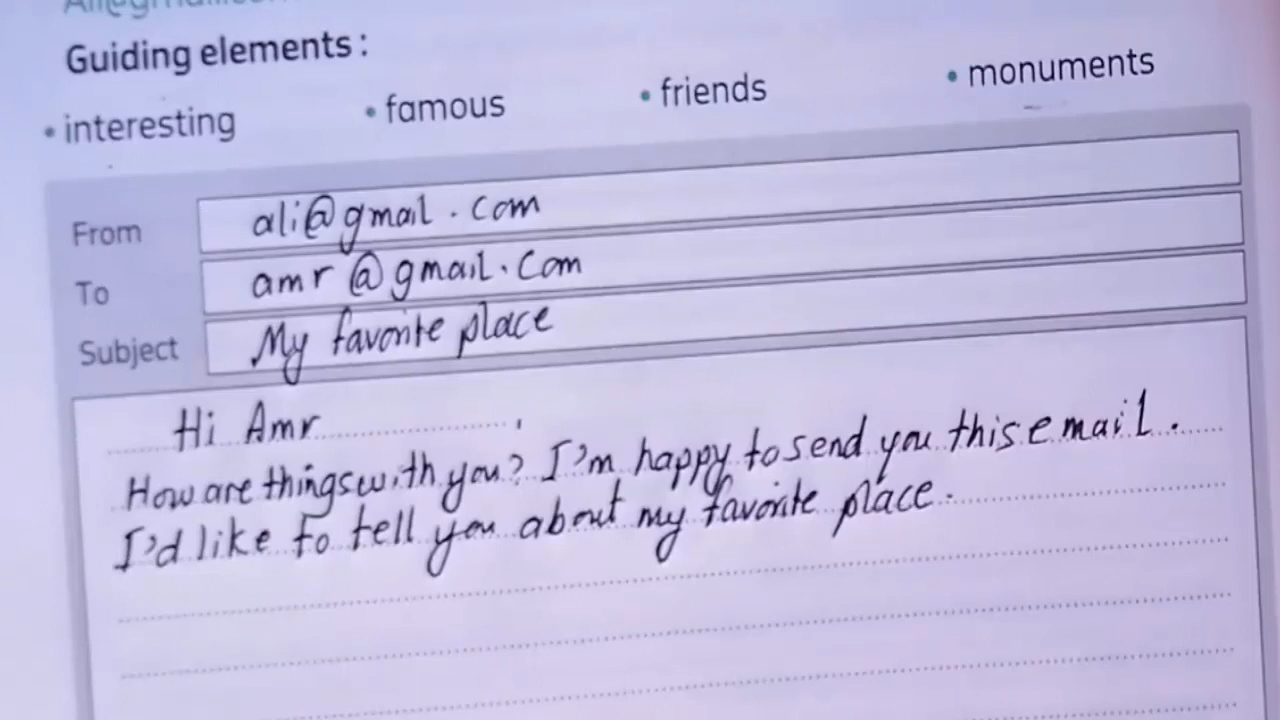 Guiding elements :
• interesting • famous • friends • monuments
From ali@gmail.com
To amr@gmail.com
Subject My favorite place
Hi Amr,
How are things with you? I'm happy to send you this email.
I'd like to tell you about my favorite place.